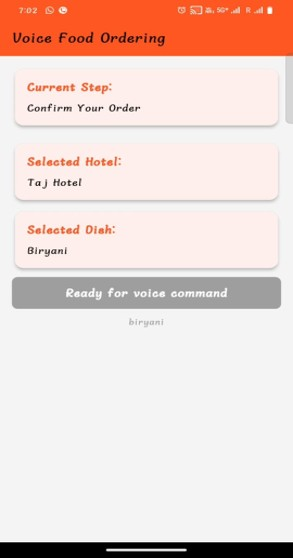 7:02 5G+ R
Voice Food Ordering
Current Step:
Confirm Your Order
Selected Hotel:
Taj Hotel
Selected Dish:
Biryani
Ready for voice command
biryani